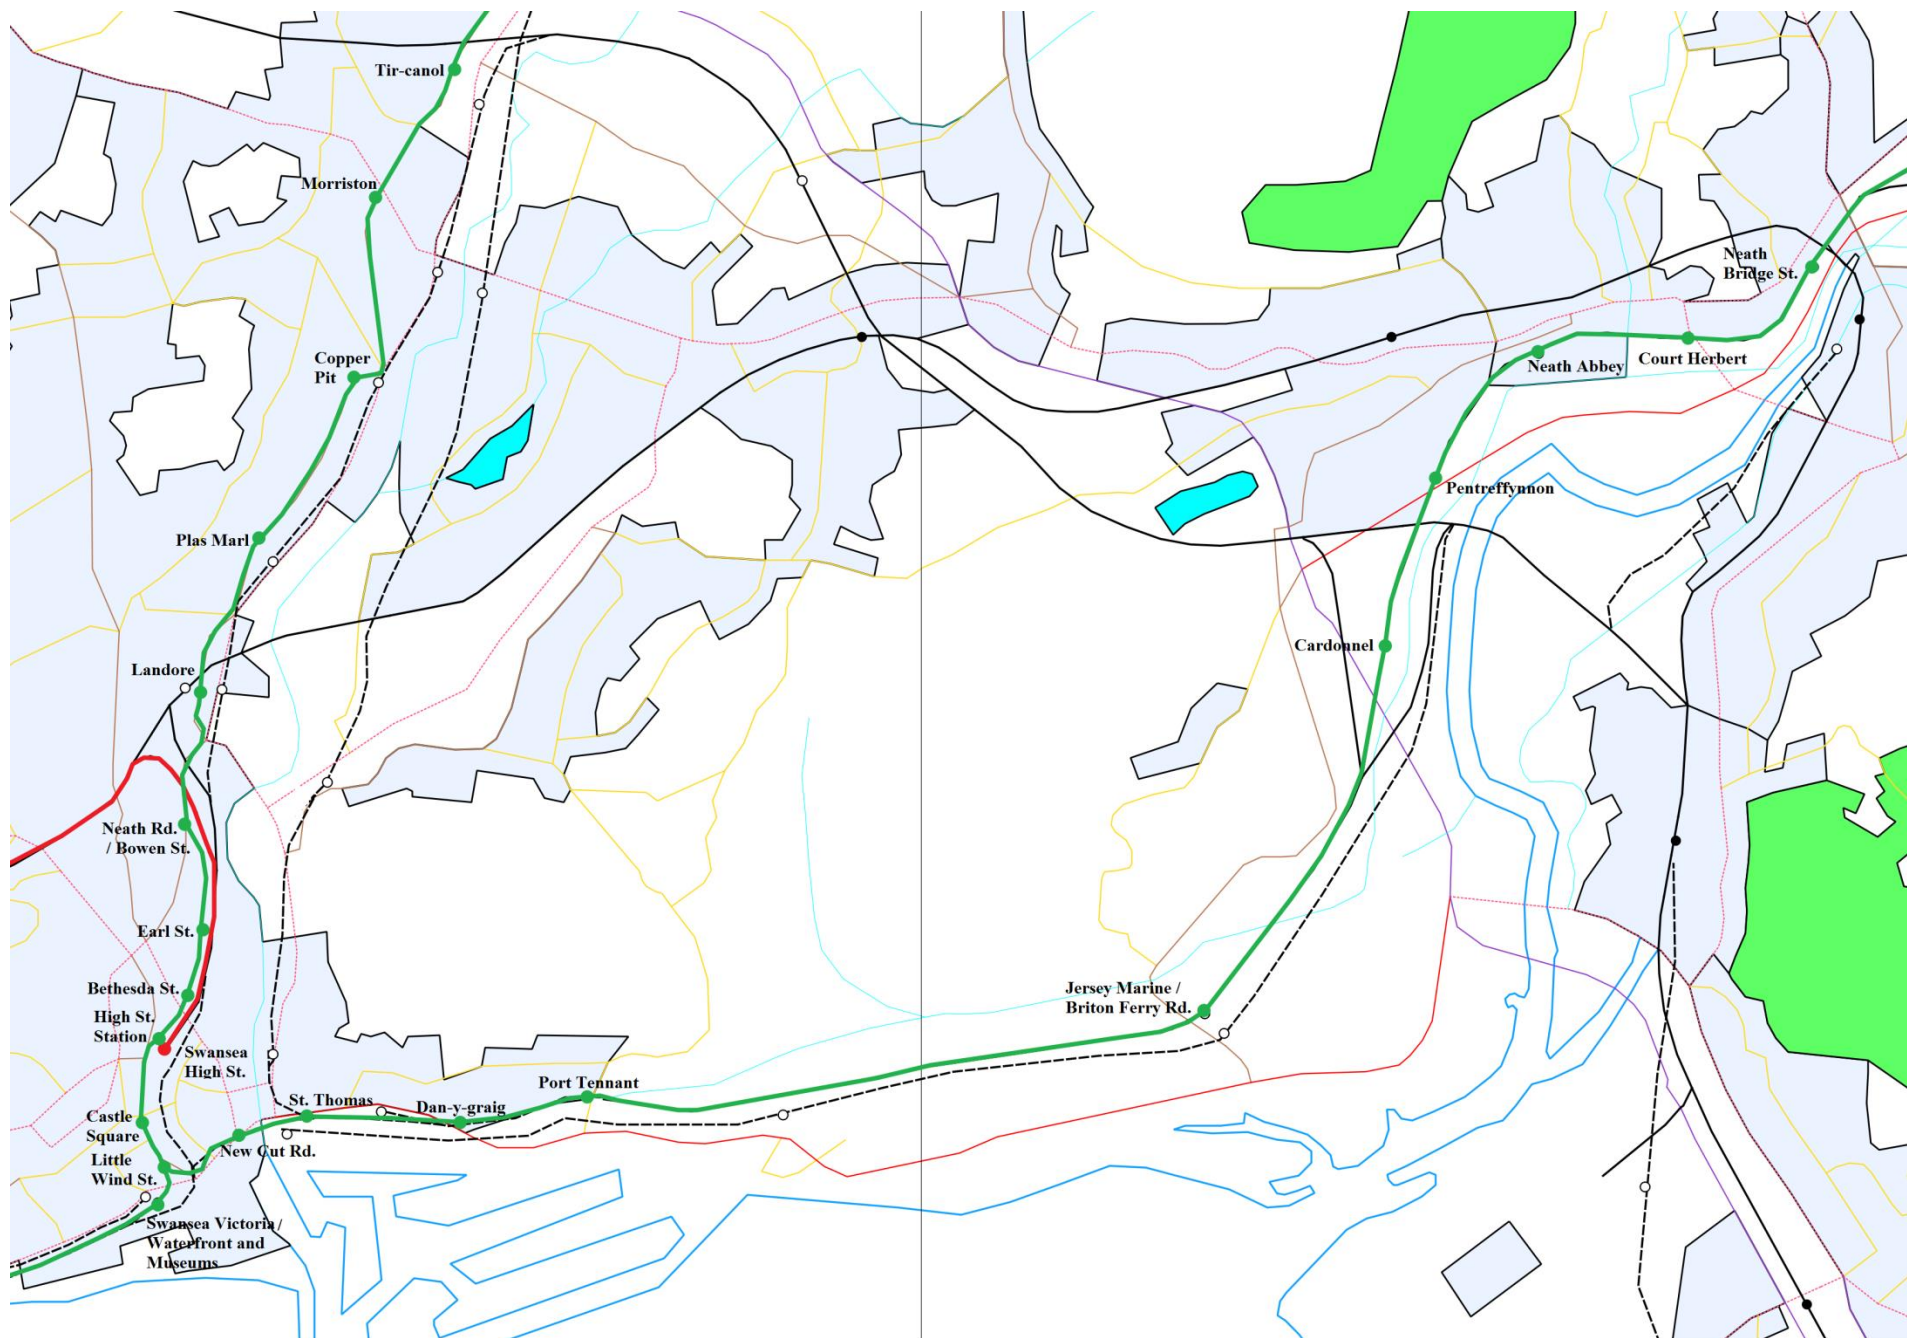 Tir-canol
Morriston
Neath
Bridge St.
Copper
Pit
Neath Abbey
Court Herbert
Pentreffynnon
Plas Marl
Cardonnel
Landore
Neath Rd.
/ Bowen St.
Earl St.
Bethesda St.
High St.
Station
Swansea
High St.
Jersey Marine /
Briton Ferry Rd.
Port Tennant
St. Thomas
Dan-y-graig
Castle
Square
New Cut Rd.
Little
Wind St.
Swansea Victoria /
Waterfront and
Museums